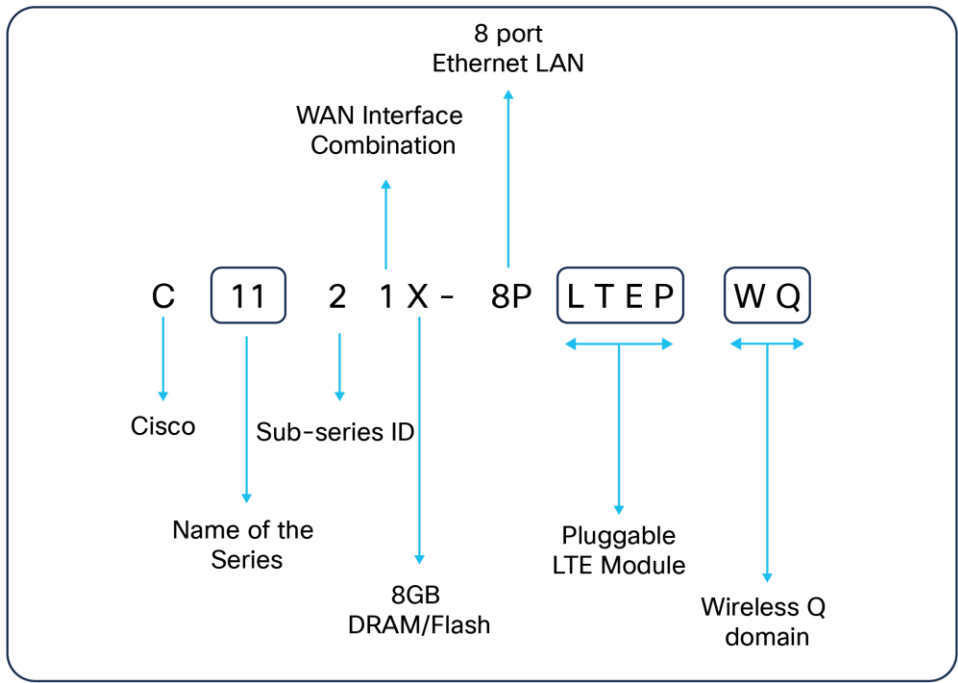 8 port
Ethernet LAN
WAN Interface
Combination
C 11 2 1 X - 8P L T E P W Q
Cisco
Sub-series ID
Name of the
Series
Pluggable
LTE Module
8GB
DRAM/Flash
Wireless Q
domain